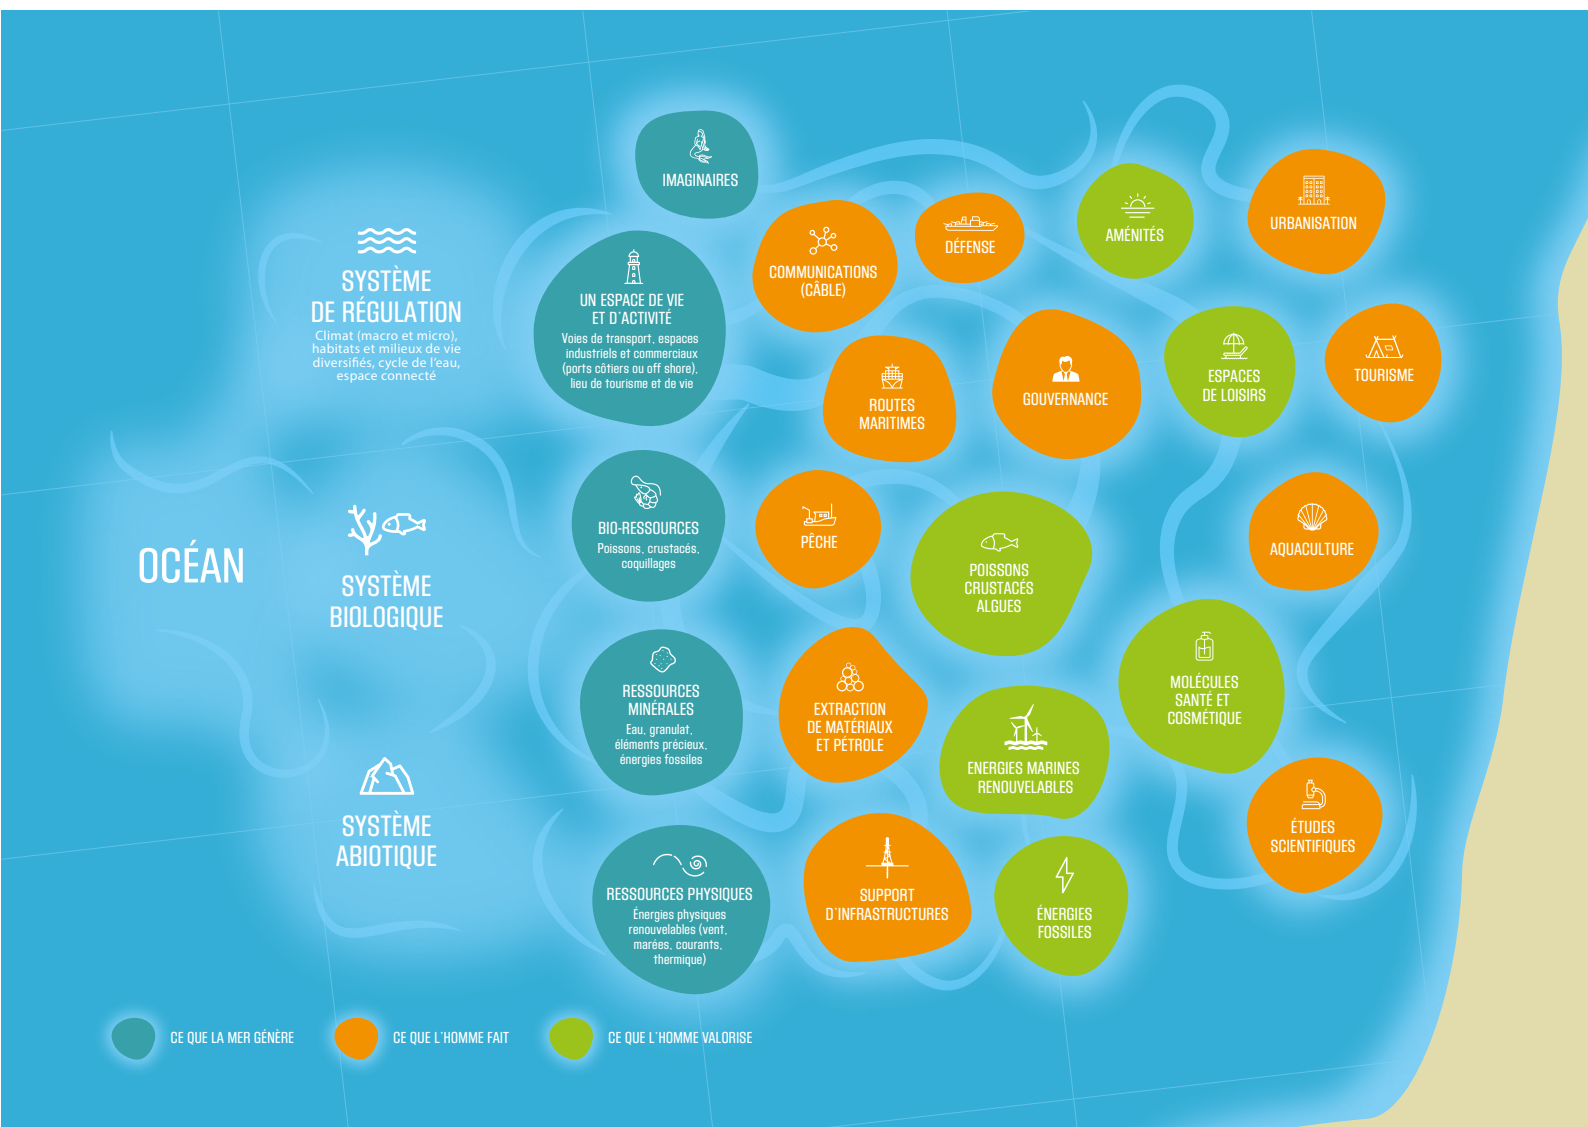 OCÉAN
SYSTÈME
DE RÉGULATION
Climat (macro et micro),
habitats et milieux de vie
diversifiés, cycle de l'eau,
espace connecté
SYSTÈME
BIOLOGIQUE
SYSTÈME
ABIOTIQUE
IMAGINAIRES
UN ESPACE DE VIE
ET D'ACTIVITÉ
Voies de transport, espaces
industriels et commerciaux
(ports côtiers ou off shore),
lieu de tourisme et de vie
BIO-RESSOURCES
Poissons, crustacés,
coquillages
RESSOURCES
MINÉRALES
Eau, granulat,
éléments précieux,
énergies fossiles
RESSOURCES PHYSIQUES
Énergies physiques
renouvelables (vent,
marées, courants,
thermique)
COMMUNICATIONS
(CÂBLE)
DÉFENSE
AMÉNITÉS
URBANISATION
ROUTES
MARITIMES
GOUVERNANCE
ESPACES
DE LOISIRS
TOURISME
PÊCHE
POISSONS
CRUSTACÉS
ALGUES
AQUACULTURE
EXTRACTION
DE MATÉRIAUX
ET PÉTROLE
ENERGIES MARINES
RENOUVELABLES
MOLÉCULES
SANTÉ ET
COSMÉTIQUE
SUPPORT
D'INFRASTRUCTURES
ÉNERGIES
FOSSILES
ÉTUDES
SCIENTIFIQUES
CE QUE LA MER GÉNÈRE
CE QUE L'HOMME FAIT
CE QUE L'HOMME VALORISE